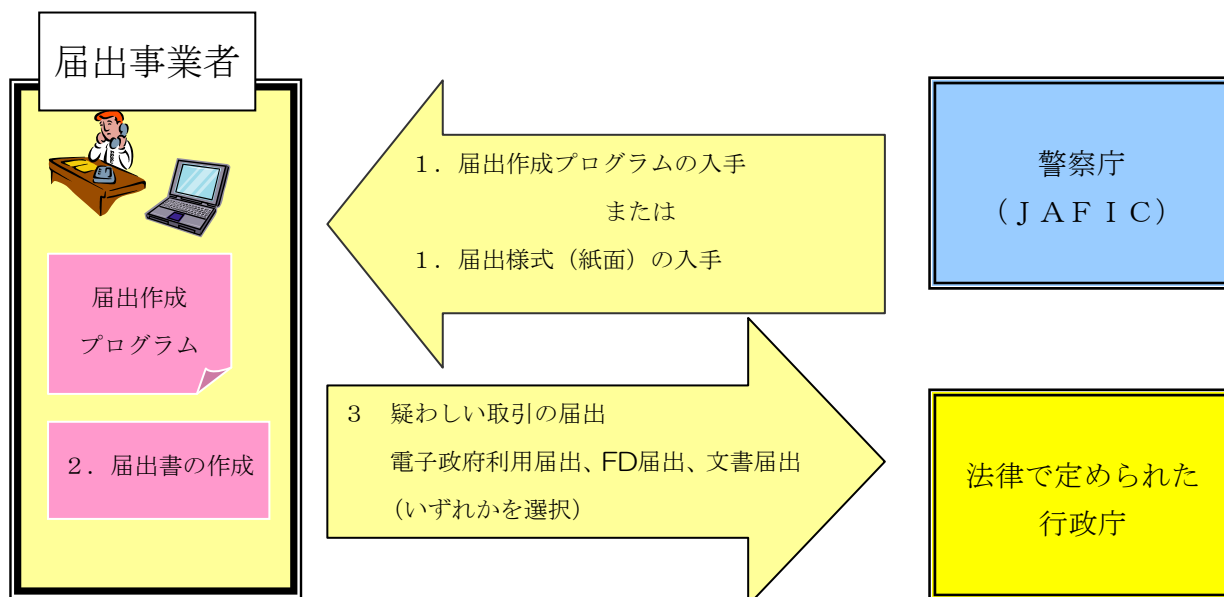 届出事業者
届出作成
プログラム
２．届出書の作成
１．届出作成プログラムの入手
または
１．届出様式（紙面）の入手
３　疑わしい取引の届出
電子政府利用届出、FD届出、文書届出
（いずれかを選択）
警察庁
（ＪＡＦＩＣ）
法律で定められた
行政庁